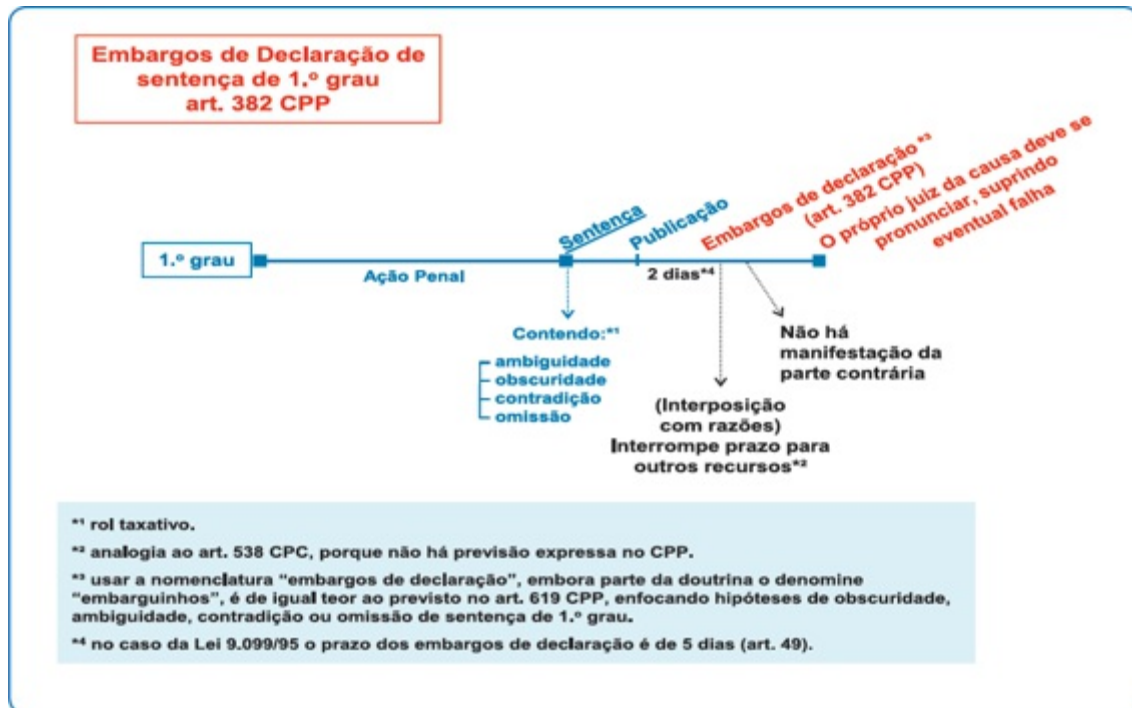 Embargos de Declaração de
sentença de 1.º grau
art. 382 CPP
1.º grau
Ação Penal
Sentença
Publicação
Embargos de declaração*³
(art. 382 CPP)
O próprio juiz da causa deve se
pronunciar, suprindo
eventual falha
2 dias*⁴
Contendo:*¹
ambiguidade
obscuridade
contradição
omissão
(Interposição
com razões)
Interrompe prazo para
outros recursos*²
Não há
manifestação da
parte contrária
*¹ rol taxativo.
*² analogia ao art. 538 CPC, porque não há previsão expressa no CPP.
*³ usar a nomenclatura “embargos de declaração”, embora parte da doutrina o denomine
“embarguinhos”, é de igual teor ao previsto no art. 619 CPP, enfocando hipóteses de obscuridade,
ambiguidade, contradição ou omissão de sentença de 1.º grau.
*⁴ no caso da Lei 9.099/95 o prazo dos embargos de declaração é de 5 dias (art. 49).